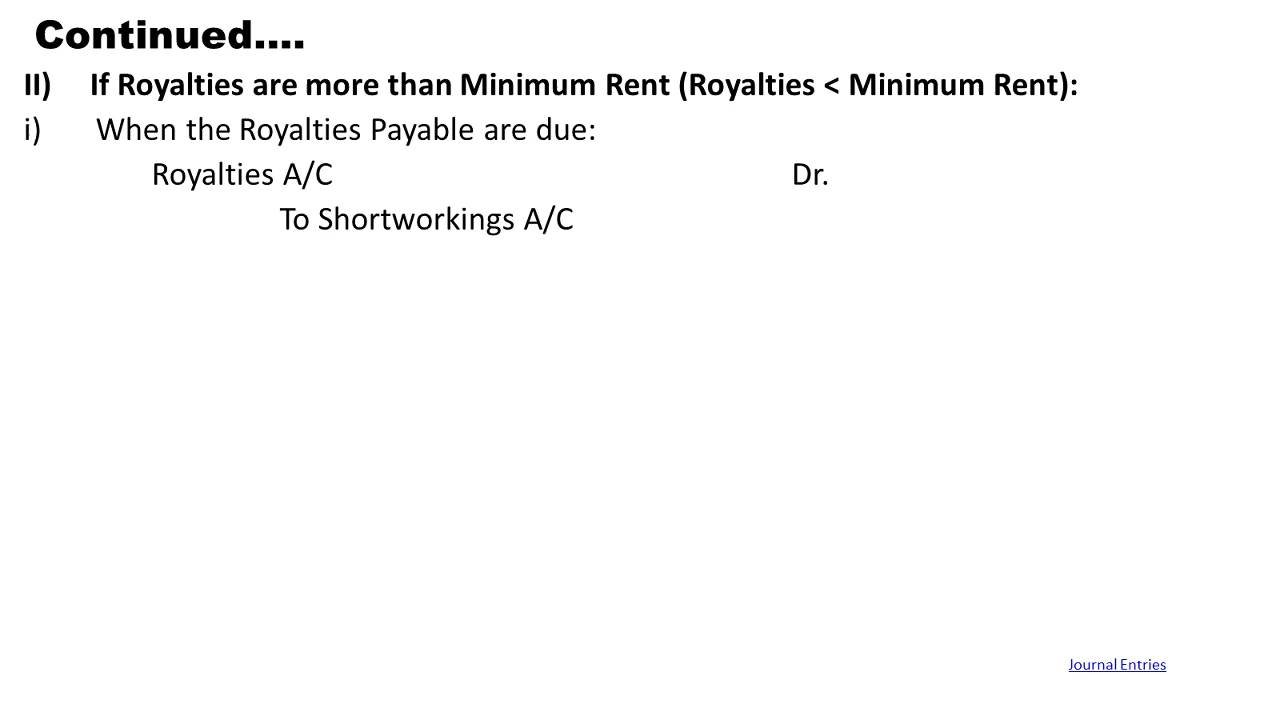 Continued....
II) If Royalties are more than Minimum Rent (Royalties < Minimum Rent):
i) When the Royalties Payable are due:
Royalties A/C Dr.
To Shortworkings A/C
Journal Entries